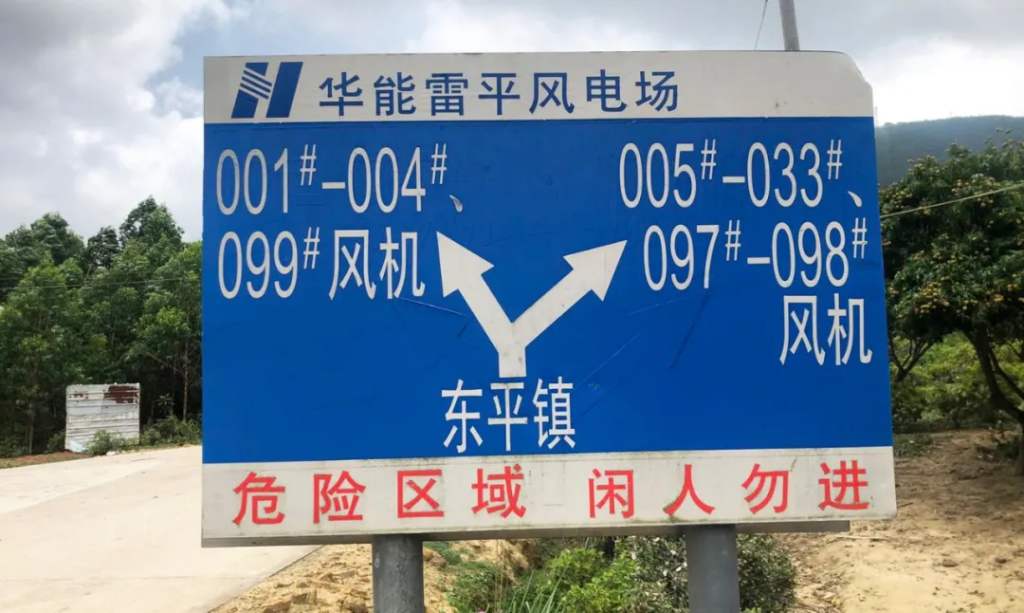 华能雷平风电场
001#-004#、
099#风机
005#-033#、
097#-098#
风机
东平镇
危险区域 闲人勿进